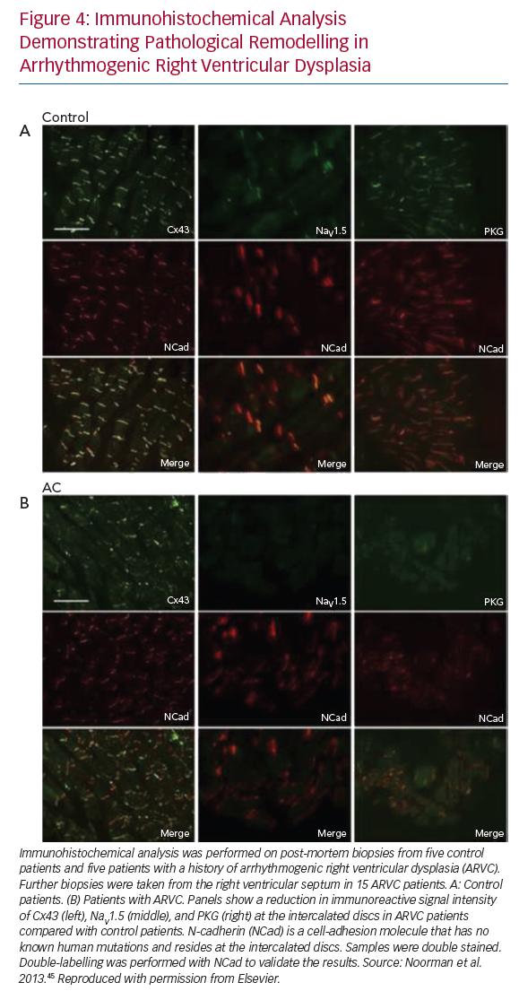 Figure 4: Immunohistochemical Analysis
Demonstrating Pathological Remodelling in
Arrhythmogenic Right Ventricular Dysplasia
Control
A
Cx43
Nav1.5
PKG
NCad
NCad
NCad
Merge
Merge
Merge
AC
B
Cx43
Nav1.5
PKG
NCad
NCad
NCad
Merge
Merge
Merge
Immunohistochemical analysis was performed on post-mortem biopsies from five control
patients and five patients with a history of arrhythmogenic right ventricular dysplasia (ARVC).
Further biopsies were taken from the right ventricular septum in 15 ARVC patients. A: Control
patients. (B) Patients with ARVC. Panels show a reduction in immunoreactive signal intensity
of Cx43 (left), Nav1.5 (middle), and PKG (right) at the intercalated discs in ARVC patients
compared with control patients. N-cadherin (NCad) is a cell-adhesion molecule that has no
known human mutations and resides at the intercalated discs. Samples were double stained.
Double-labelling was performed with NCad to validate the results. Source: Noorman et al.
2013.⁴⁵ Reproduced with permission from Elsevier.